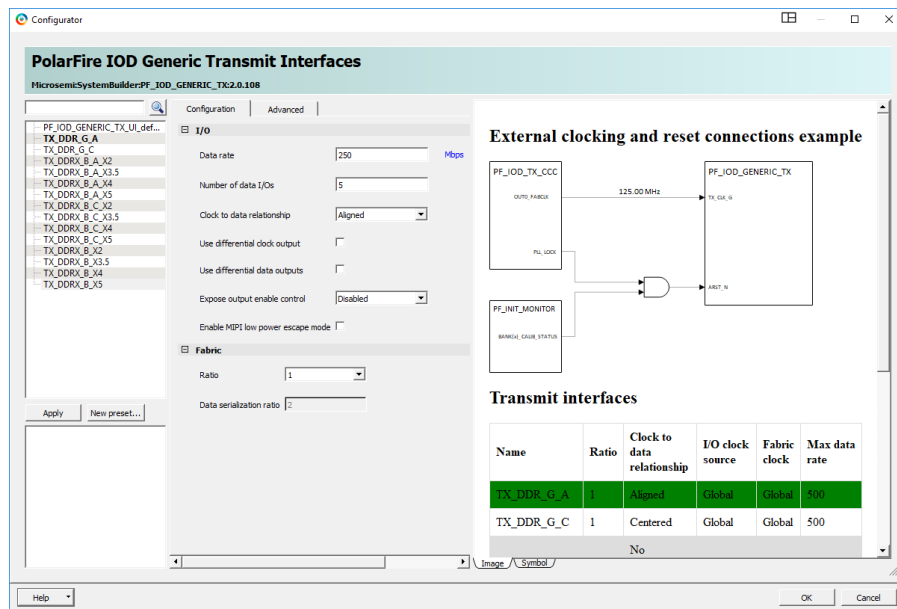 Configurator
PolarFire IOD Generic Transmit Interfaces
Microsemi:SystemBuilder:PF_IOD_GENERIC_TX:2.0.108
PF_IOD_GENERIC_TX_UI_def...
TX_DDR_G_A
TX_DDR_G_C
TX_DDRX_B_A_X2
TX_DDRX_B_A_X3.5
TX_DDRX_B_A_X4
TX_DDRX_B_A_X5
TX_DDRX_B_C_X2
TX_DDRX_B_C_X3.5
TX_DDRX_B_C_X4
TX_DDRX_B_C_X5
TX_DDRX_B_X2
TX_DDRX_B_X3.5
TX_DDRX_B_X4
TX_DDRX_B_X5
Apply New preset...
Configuration Advanced
I/O
Data rate 250 Mbps
Number of data I/Os 5
Clock to data relationship Aligned
Use differential clock output
Use differential data outputs
Expose output enable control Disabled
Enable MIPI low power escape mode
Fabric
Ratio 1
Data serialization ratio 2
External clocking and reset connections example
PF_IOD_TX_CCC PF_IOD_GENERIC_TX
125.00 MHz
OUT0_FABCLK TX_CLK_G
PLL_LOCK
ARST_N
PF_INIT_MONITOR
BANK(x)_CALIB_STATUS
Transmit interfaces
Name Ratio Clock to data relationship I/O clock source Fabric clock Max data rate
TX_DDR_G_A 1 Aligned Global Global 500
TX_DDR_G_C 1 Centered Global Global 500
No
Image Symbol
Help OK Cancel